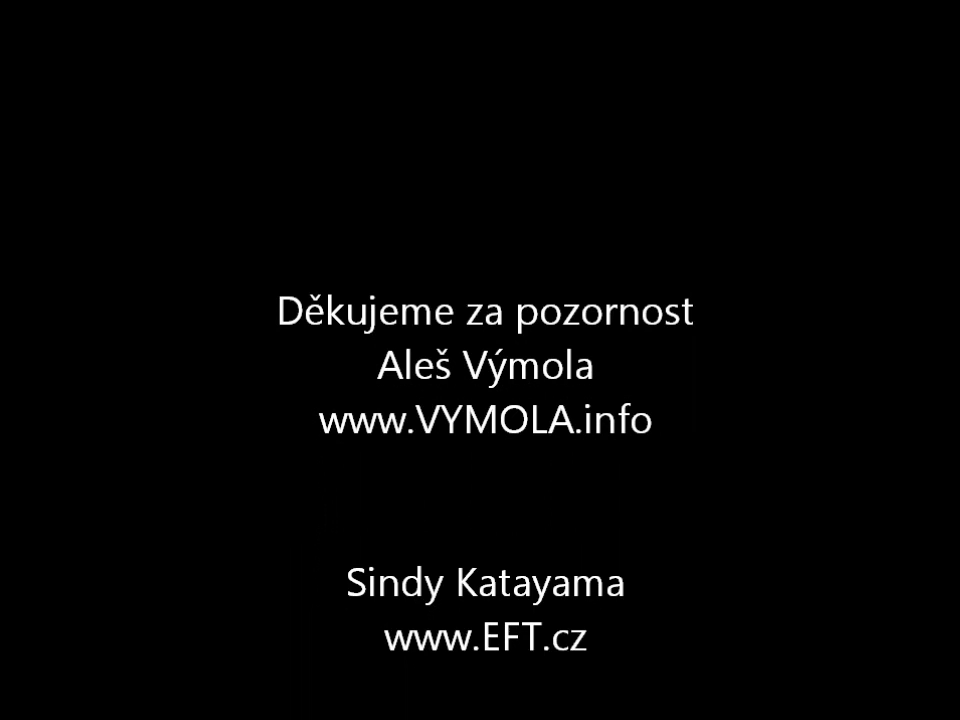 Děkujeme za pozornost
Aleš Výmola
www.VYMOLA.info
Sindy Katayama
www.EFT.cz